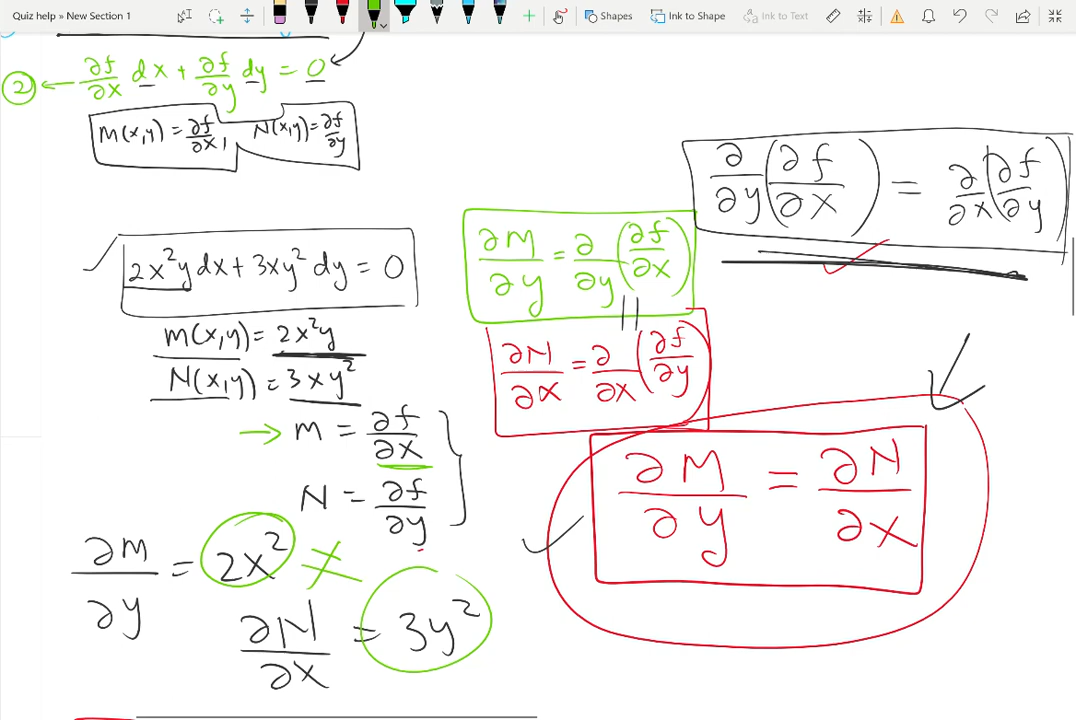 Quiz help » New Section 1
Shapes
Ink to Shape
Ink to Text
② ← ∂f/∂x dx + ∂f/∂y dy = 0
M(x,y) = ∂f/∂x, N(x,y) = ∂f/∂y
∂/∂y (∂f/∂x) = ∂/∂x (∂f/∂y)
2x²y dx + 3xy² dy = 0
M(x,y) = 2x²y
N(x,y) = 3xy²
→ M = ∂f/∂x
N = ∂f/∂y
∂M/∂y = 2x² ≠
∂N/∂x = 3y²
∂M/∂y = ∂/∂y (∂f/∂x)
||
∂N/∂x = ∂/∂x (∂f/∂y)
∂M/∂y = ∂N/∂x